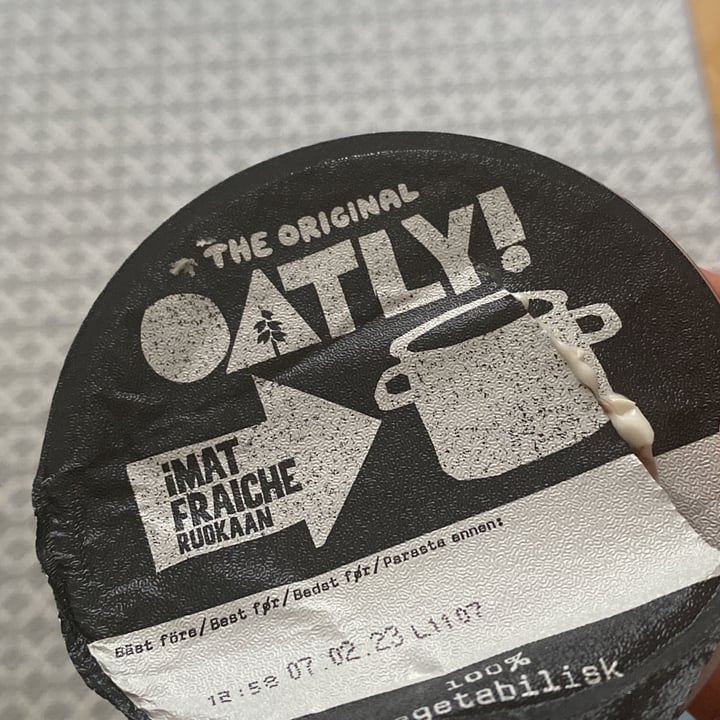 THE ORIGINAL
OATLY!
iMAT
FRAICHE
RUOKAAN
Bäst före/Best før/Bedst før/Parasta ennen:
12:58 07.02.23 L1107
100%
egetabilisk